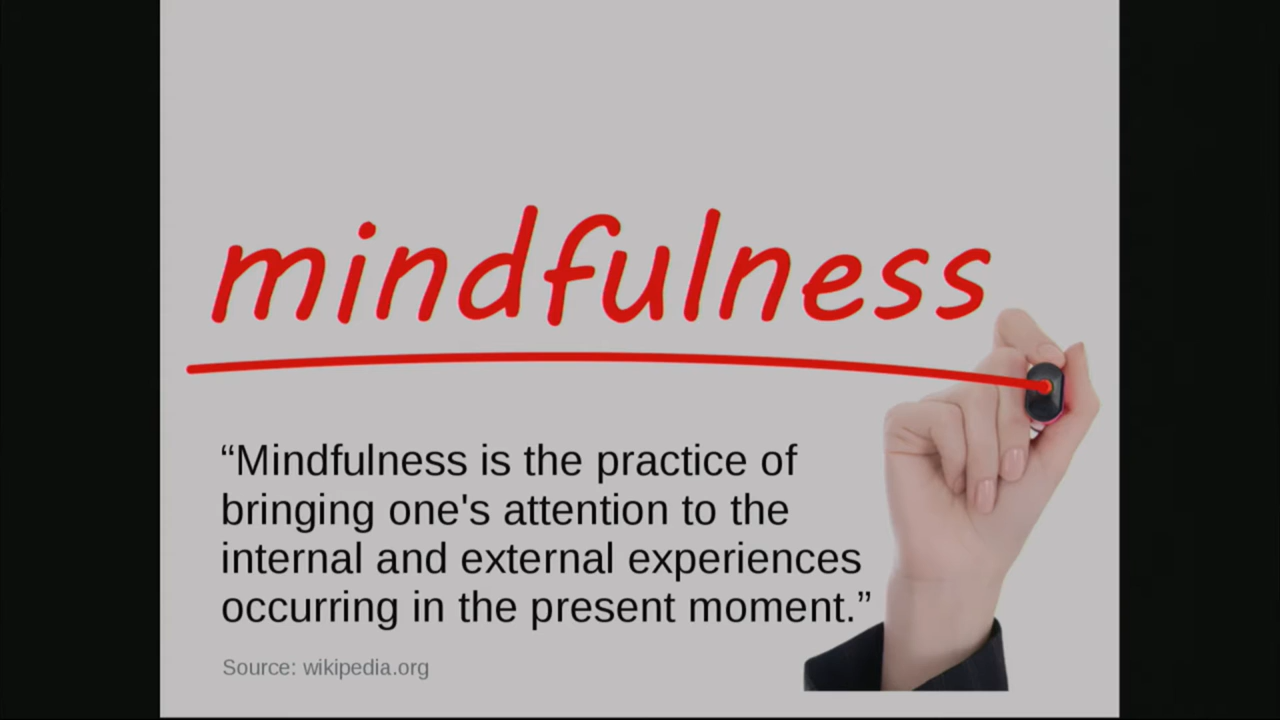 mindfulness
“Mindfulness is the practice of
bringing one's attention to the
internal and external experiences
occurring in the present moment.”
Source: wikipedia.org